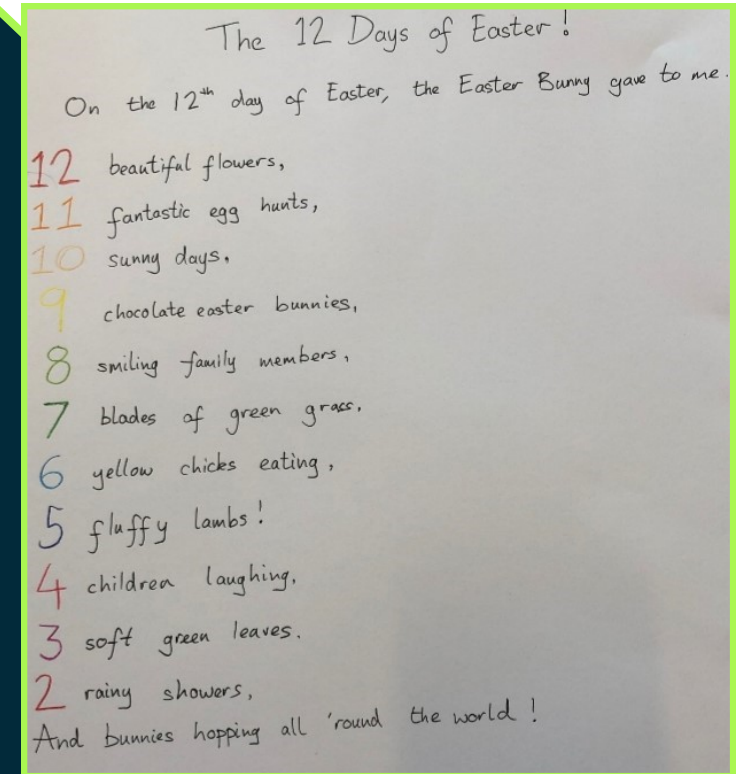 The 12 Days of Easter!
On the 12th day of Easter, the Easter Bunny gave to me.
12 beautiful flowers,
11 fantastic egg hunts,
10 sunny days.
9 chocolate easter bunnies,
8 smiling family members,
7 blades of green grass.
6 yellow chicks eating,
5 fluffy lambs!
4 children laughing.
3 soft green leaves.
2 rainy showers,
And bunnies hopping all 'round the world!